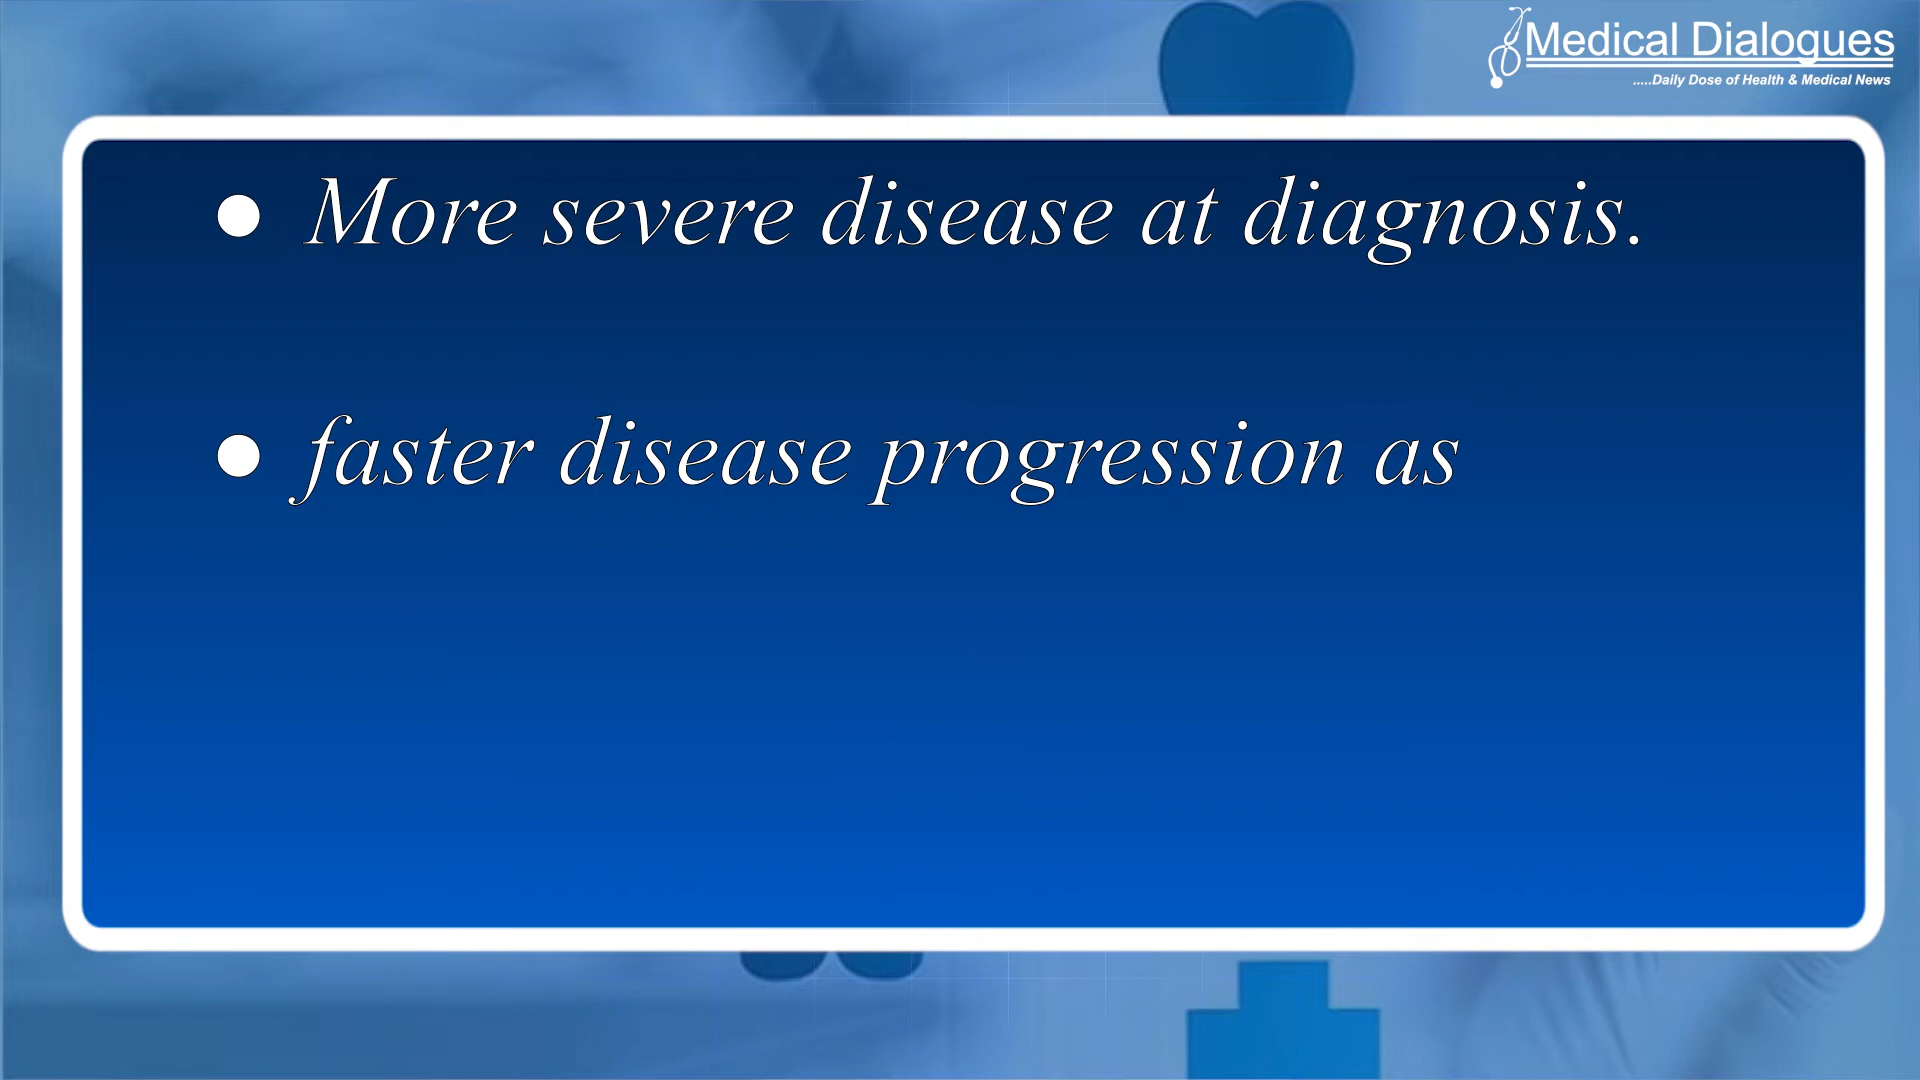 Medical Dialogues
.....Daily Dose of Health & Medical News
● More severe disease at diagnosis.
● faster disease progression as